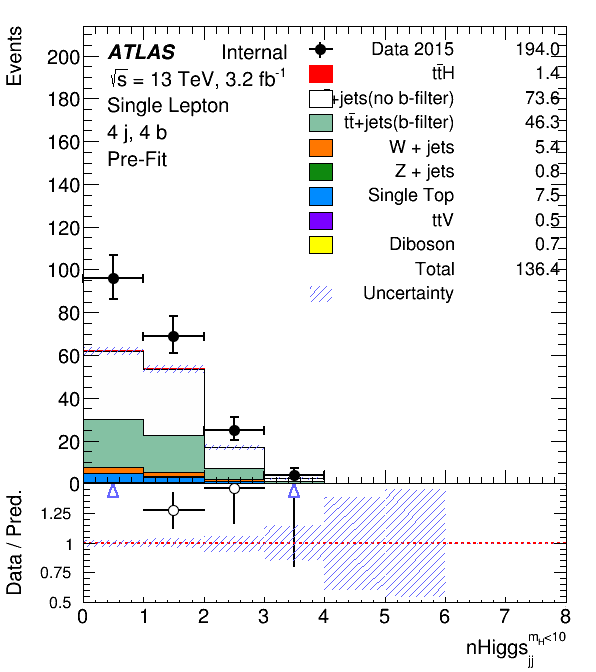 Events
ATLAS Internal
√s = 13 TeV, 3.2 fb⁻¹
Single Lepton
4 j, 4 b
Pre-Fit
Data 2015 194.0
tt̄H 1.4
+jets(no b-filter) 73.6
tt̄+jets(b-filter) 46.3
W + jets 5.4
Z + jets 0.8
Single Top 7.5
ttV 0.5
Diboson 0.7
Total 136.4
Uncertainty
200
180
160
140
120
100
80
60
40
20
0
Data / Pred.
1.25
1
0.75
0.5
0 1 2 3 4 5 6 7 8
nHiggs_jj^{m_H<10}